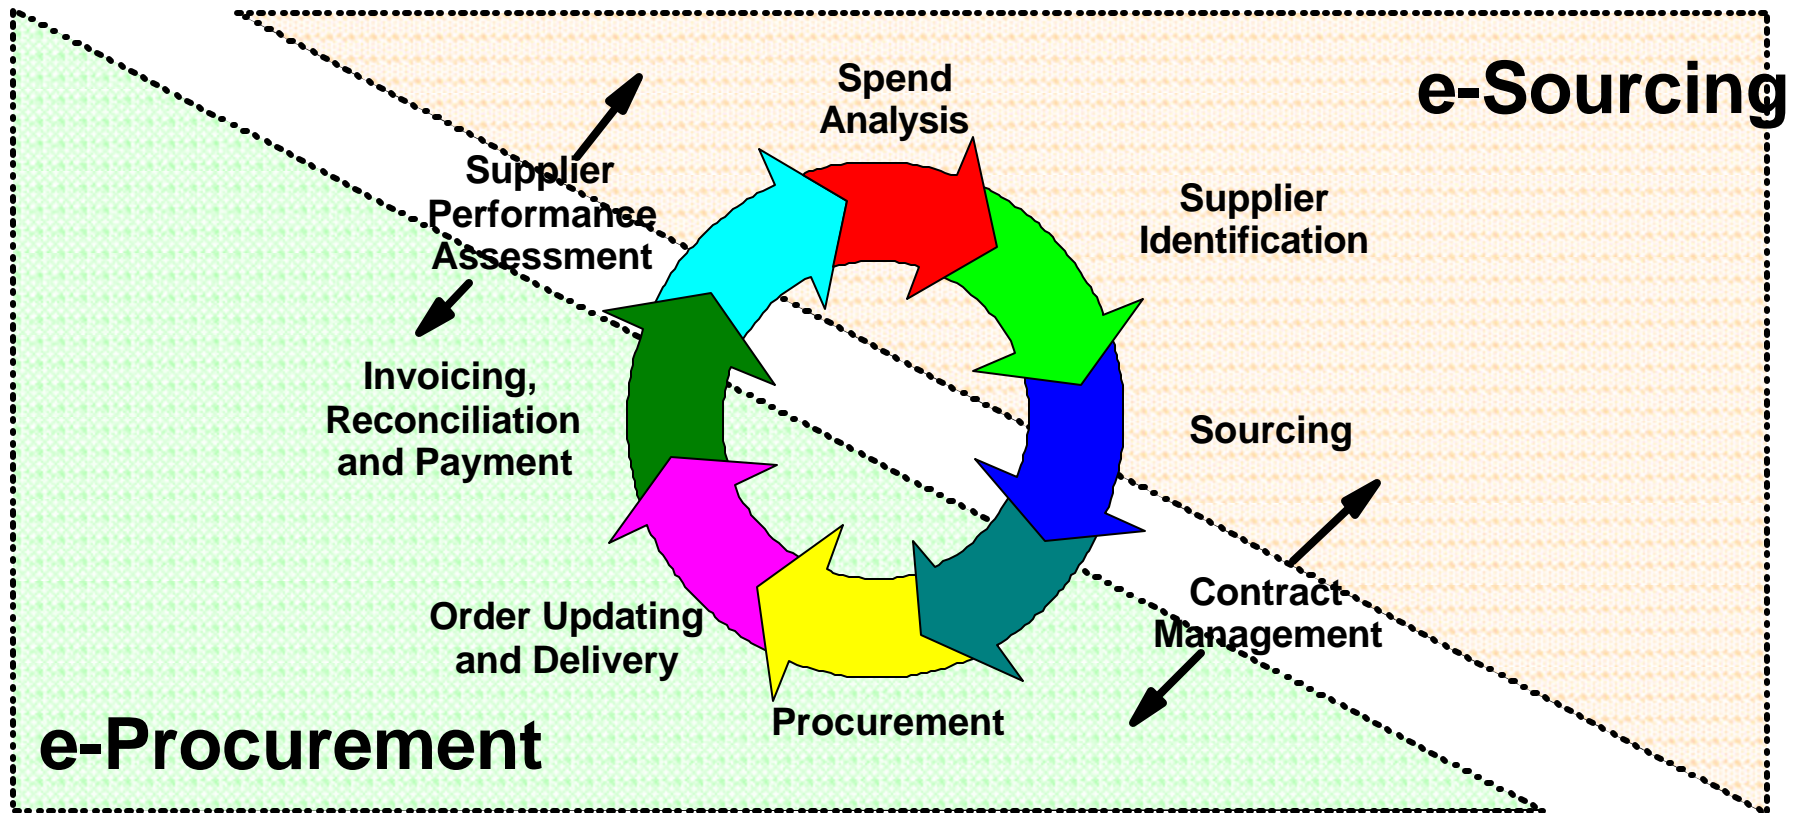 e-Sourcing
Spend
Analysis
Supplier
Identification
Sourcing
Contract
Management
Procurement
Order Updating
and Delivery
Invoicing,
Reconciliation
and Payment
Supplier
Performance
Assessment
e-Procurement